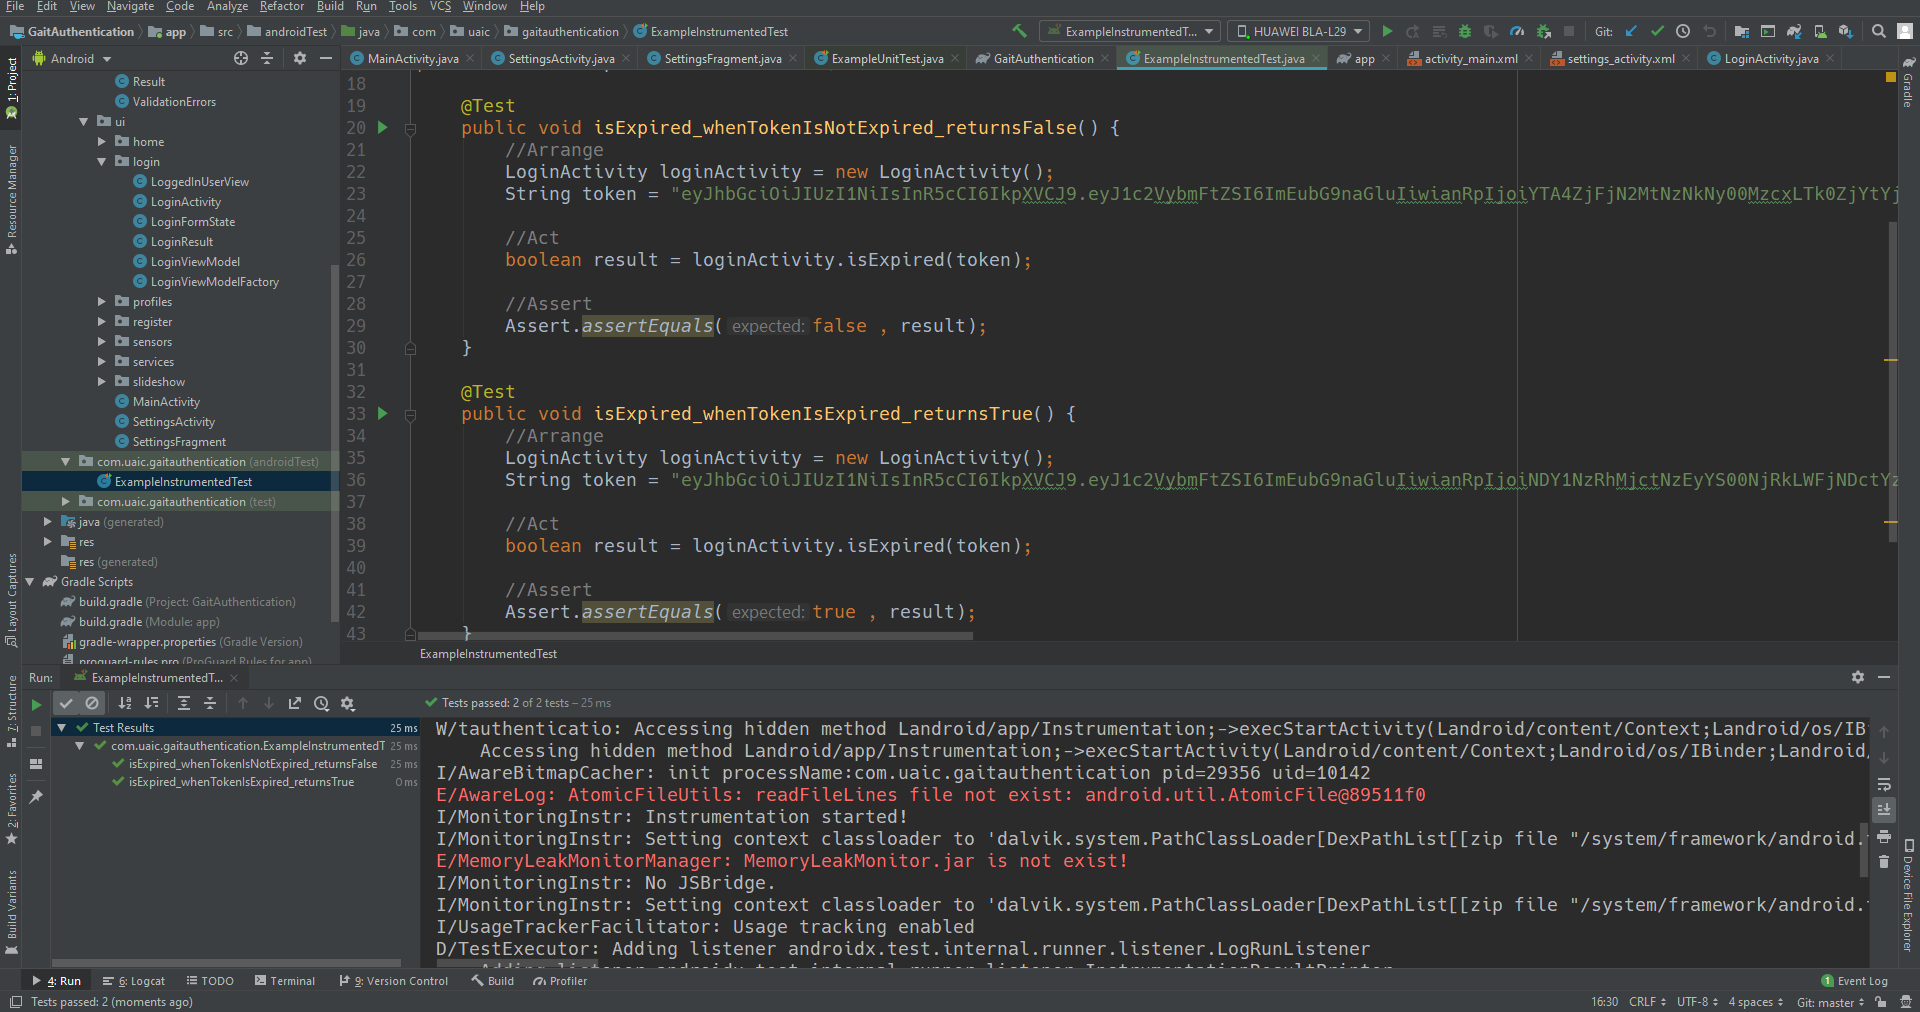 File Edit View Navigate Code Analyze Refactor Build Run Tools VCS Window Help
GaitAuthentication app src androidTest java com uaic gaitauthentication ExampleInstrumentedTest
ExampleInstrumentedT... HUAWEI BLA-L29 Git:
Android
MainActivity.java SettingsActivity.java SettingsFragment.java ExampleUnitTest.java GaitAuthentication ExampleInstrumentedTest.java app activity_main.xml settings_activity.xml LoginActivity.java
1: Project
Resource Manager
Layout Captures
7: Structure
2: Favorites
Build Variants
Result
ValidationErrors
ui
home
login
LoggedInUserView
LoginActivity
LoginFormState
LoginResult
LoginViewModel
LoginViewModelFactory
profiles
register
sensors
services
slideshow
MainActivity
SettingsActivity
SettingsFragment
com.uaic.gaitauthentication (androidTest)
ExampleInstrumentedTest
com.uaic.gaitauthentication (test)
java (generated)
res
res (generated)
Gradle Scripts
build.gradle (Project: GaitAuthentication)
build.gradle (Module: app)
gradle-wrapper.properties (Gradle Version)
proguard-rules.pro (ProGuard Rules for app)
18
19 @Test
20 public void isExpired_whenTokenIsNotExpired_returnsFalse() {
21 //Arrange
22 LoginActivity loginActivity = new LoginActivity();
23 String token = "eyJhbGciOiJIUzI1NiIsInR5cCI6IkpXVCJ9.eyJ1c2VybmFtZSI6ImEubG9naGluIiwianRpIjoiYTA4ZjFjN2MtNzNkNy00MzcxLTk0ZjYtYj
24
25 //Act
26 boolean result = loginActivity.isExpired(token);
27
28 //Assert
29 Assert.assertEquals( expected: false , result);
30 }
31
32 @Test
33 public void isExpired_whenTokenIsExpired_returnsTrue() {
34 //Arrange
35 LoginActivity loginActivity = new LoginActivity();
36 String token = "eyJhbGciOiJIUzI1NiIsInR5cCI6IkpXVCJ9.eyJ1c2VybmFtZSI6ImEubG9naGluIiwianRpIjoiNDY1NzRhMjctNzEyYS00NjRkLWFjNDctYz
37
38 //Act
39 boolean result = loginActivity.isExpired(token);
40
41 //Assert
42 Assert.assertEquals( expected: true , result);
43 }
ExampleInstrumentedTest
Gradle
Device File Explorer
Run: ExampleInstrumentedT...
Tests passed: 2 of 2 tests – 25 ms
Test Results 25 ms
com.uaic.gaitauthentication.ExampleInstrumentedT 25 ms
isExpired_whenTokenIsNotExpired_returnsFalse 25 ms
isExpired_whenTokenIsExpired_returnsTrue 0 ms
W/tauthenticatio: Accessing hidden method Landroid/app/Instrumentation;->execStartActivity(Landroid/content/Context;Landroid/os/IB
Accessing hidden method Landroid/app/Instrumentation;->execStartActivity(Landroid/content/Context;Landroid/os/IBinder;Landroid/
I/AwareBitmapCacher: init processName:com.uaic.gaitauthentication pid=29356 uid=10142
E/AwareLog: AtomicFileUtils: readFileLines file not exist: android.util.AtomicFile@89511f0
I/MonitoringInstr: Instrumentation started!
I/MonitoringInstr: Setting context classloader to 'dalvik.system.PathClassLoader[DexPathList[[zip file "/system/framework/android.
E/MemoryLeakMonitorManager: MemoryLeakMonitor.jar is not exist!
I/MonitoringInstr: No JSBridge.
I/MonitoringInstr: Setting context classloader to 'dalvik.system.PathClassLoader[DexPathList[[zip file "/system/framework/android.
I/UsageTrackerFacilitator: Usage tracking enabled
D/TestExecutor: Adding listener androidx.test.internal.runner.listener.LogRunListener
Adding listener androidx.test.internal.runner.listener.InstrumentationResultPrinter
4: Run 6: Logcat TODO Terminal 9: Version Control Build Profiler 1 Event Log
Tests passed: 2 (moments ago) 16:30 CRLF UTF-8 4 spaces Git: master